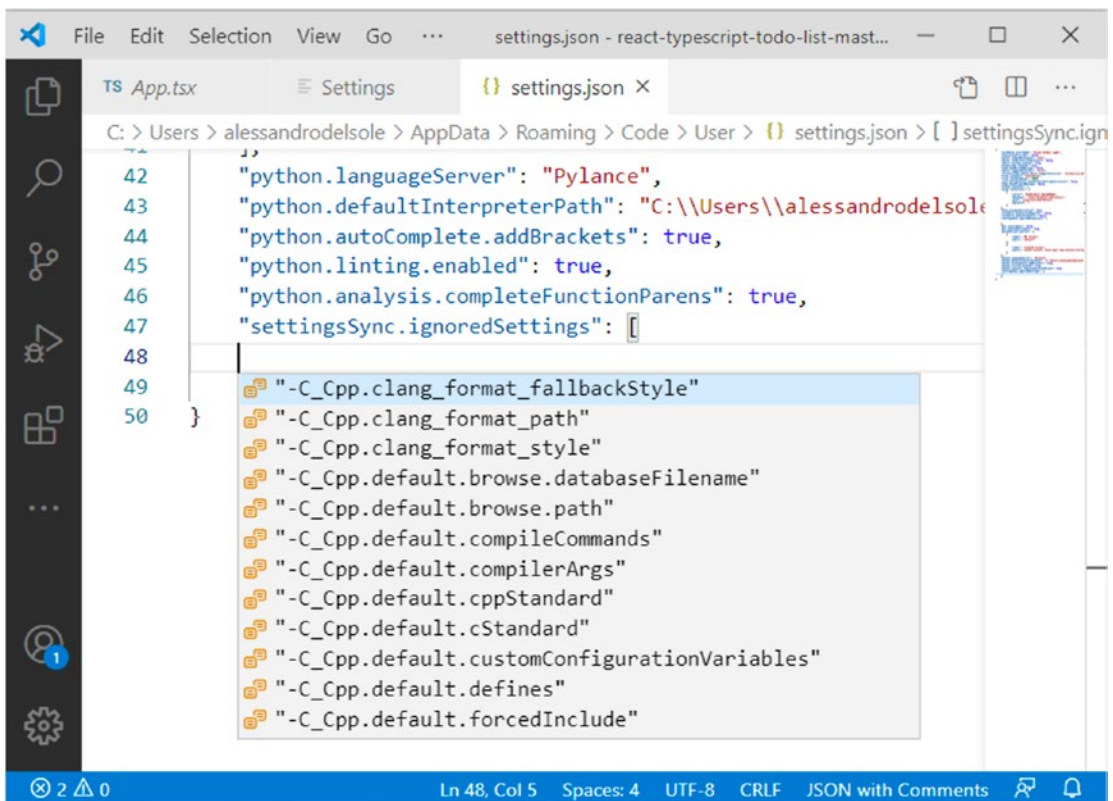 File Edit Selection View Go ··· settings.json - react-typescript-todo-list-mast...
TS App.tsx Settings {} settings.json
C: > Users > alessandrodelsole > AppData > Roaming > Code > User > {} settings.json > [ ] settingsSync.ign
41 ],
42 "python.languageServer": "Pylance",
43 "python.defaultInterpreterPath": "C:\\Users\\alessandrodelsole
44 "python.autoComplete.addBrackets": true,
45 "python.linting.enabled": true,
46 "python.analysis.completeFunctionParens": true,
47 "settingsSync.ignoredSettings": [
48
49 "-C_Cpp.clang_format_fallbackStyle"
50 } "-C_Cpp.clang_format_path"
"-C_Cpp.clang_format_style"
"-C_Cpp.default.browse.databaseFilename"
"-C_Cpp.default.browse.path"
"-C_Cpp.default.compileCommands"
"-C_Cpp.default.compilerArgs"
"-C_Cpp.default.cppStandard"
"-C_Cpp.default.cStandard"
"-C_Cpp.default.customConfigurationVariables"
"-C_Cpp.default.defines"
"-C_Cpp.default.forcedInclude"
1
2 0 Ln 48, Col 5 Spaces: 4 UTF-8 CRLF JSON with Comments